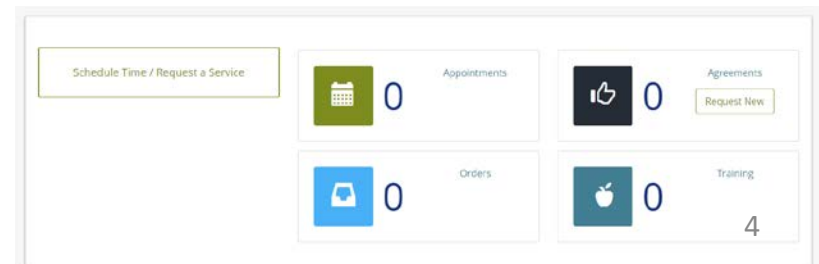 Schedule Time / Request a Service
0 Appointments
0 Agreements
Request New
0 Orders
0 Training
4